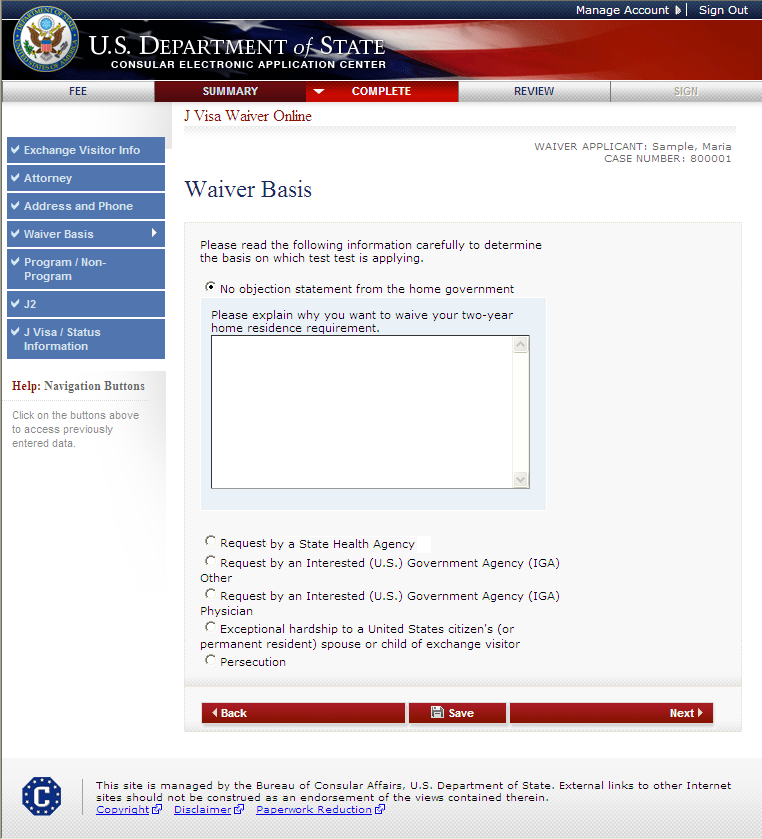 Manage Account
Sign Out
U.S. DEPARTMENT of STATE
CONSULAR ELECTRONIC APPLICATION CENTER
FEE
SUMMARY
COMPLETE
REVIEW
SIGN
J Visa Waiver Online
WAIVER APPLICANT: Sample, Maria
CASE NUMBER: 800001
Exchange Visitor Info
Attorney
Address and Phone
Waiver Basis
Program / Non-
Program
J2
J Visa / Status
Information
Help: Navigation Buttons
Click on the buttons above
to access previously
entered data.
Waiver Basis
Please read the following information carefully to determine
the basis on which test test is applying.
No objection statement from the home government
Please explain why you want to waive your two-year
home residence requirement.
Request by a State Health Agency
Request by an Interested (U.S.) Government Agency (IGA)
Other
Request by an Interested (U.S.) Government Agency (IGA)
Physician
Exceptional hardship to a United States citizen's (or
permanent resident) spouse or child of exchange visitor
Persecution
Back
Save
Next
C
This site is managed by the Bureau of Consular Affairs, U.S. Department of State. External links to other Internet
sites should not be construed as an endorsement of the views contained therein.
Copyright Disclaimer Paperwork Reduction